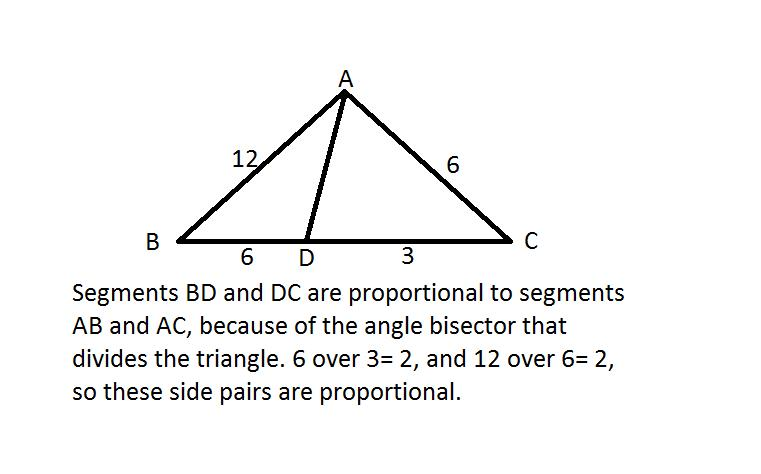 A
12
6
B
C
6
D
3
Segments BD and DC are proportional to segments
AB and AC, because of the angle bisector that
divides the triangle. 6 over 3= 2, and 12 over 6= 2,
so these side pairs are proportional.